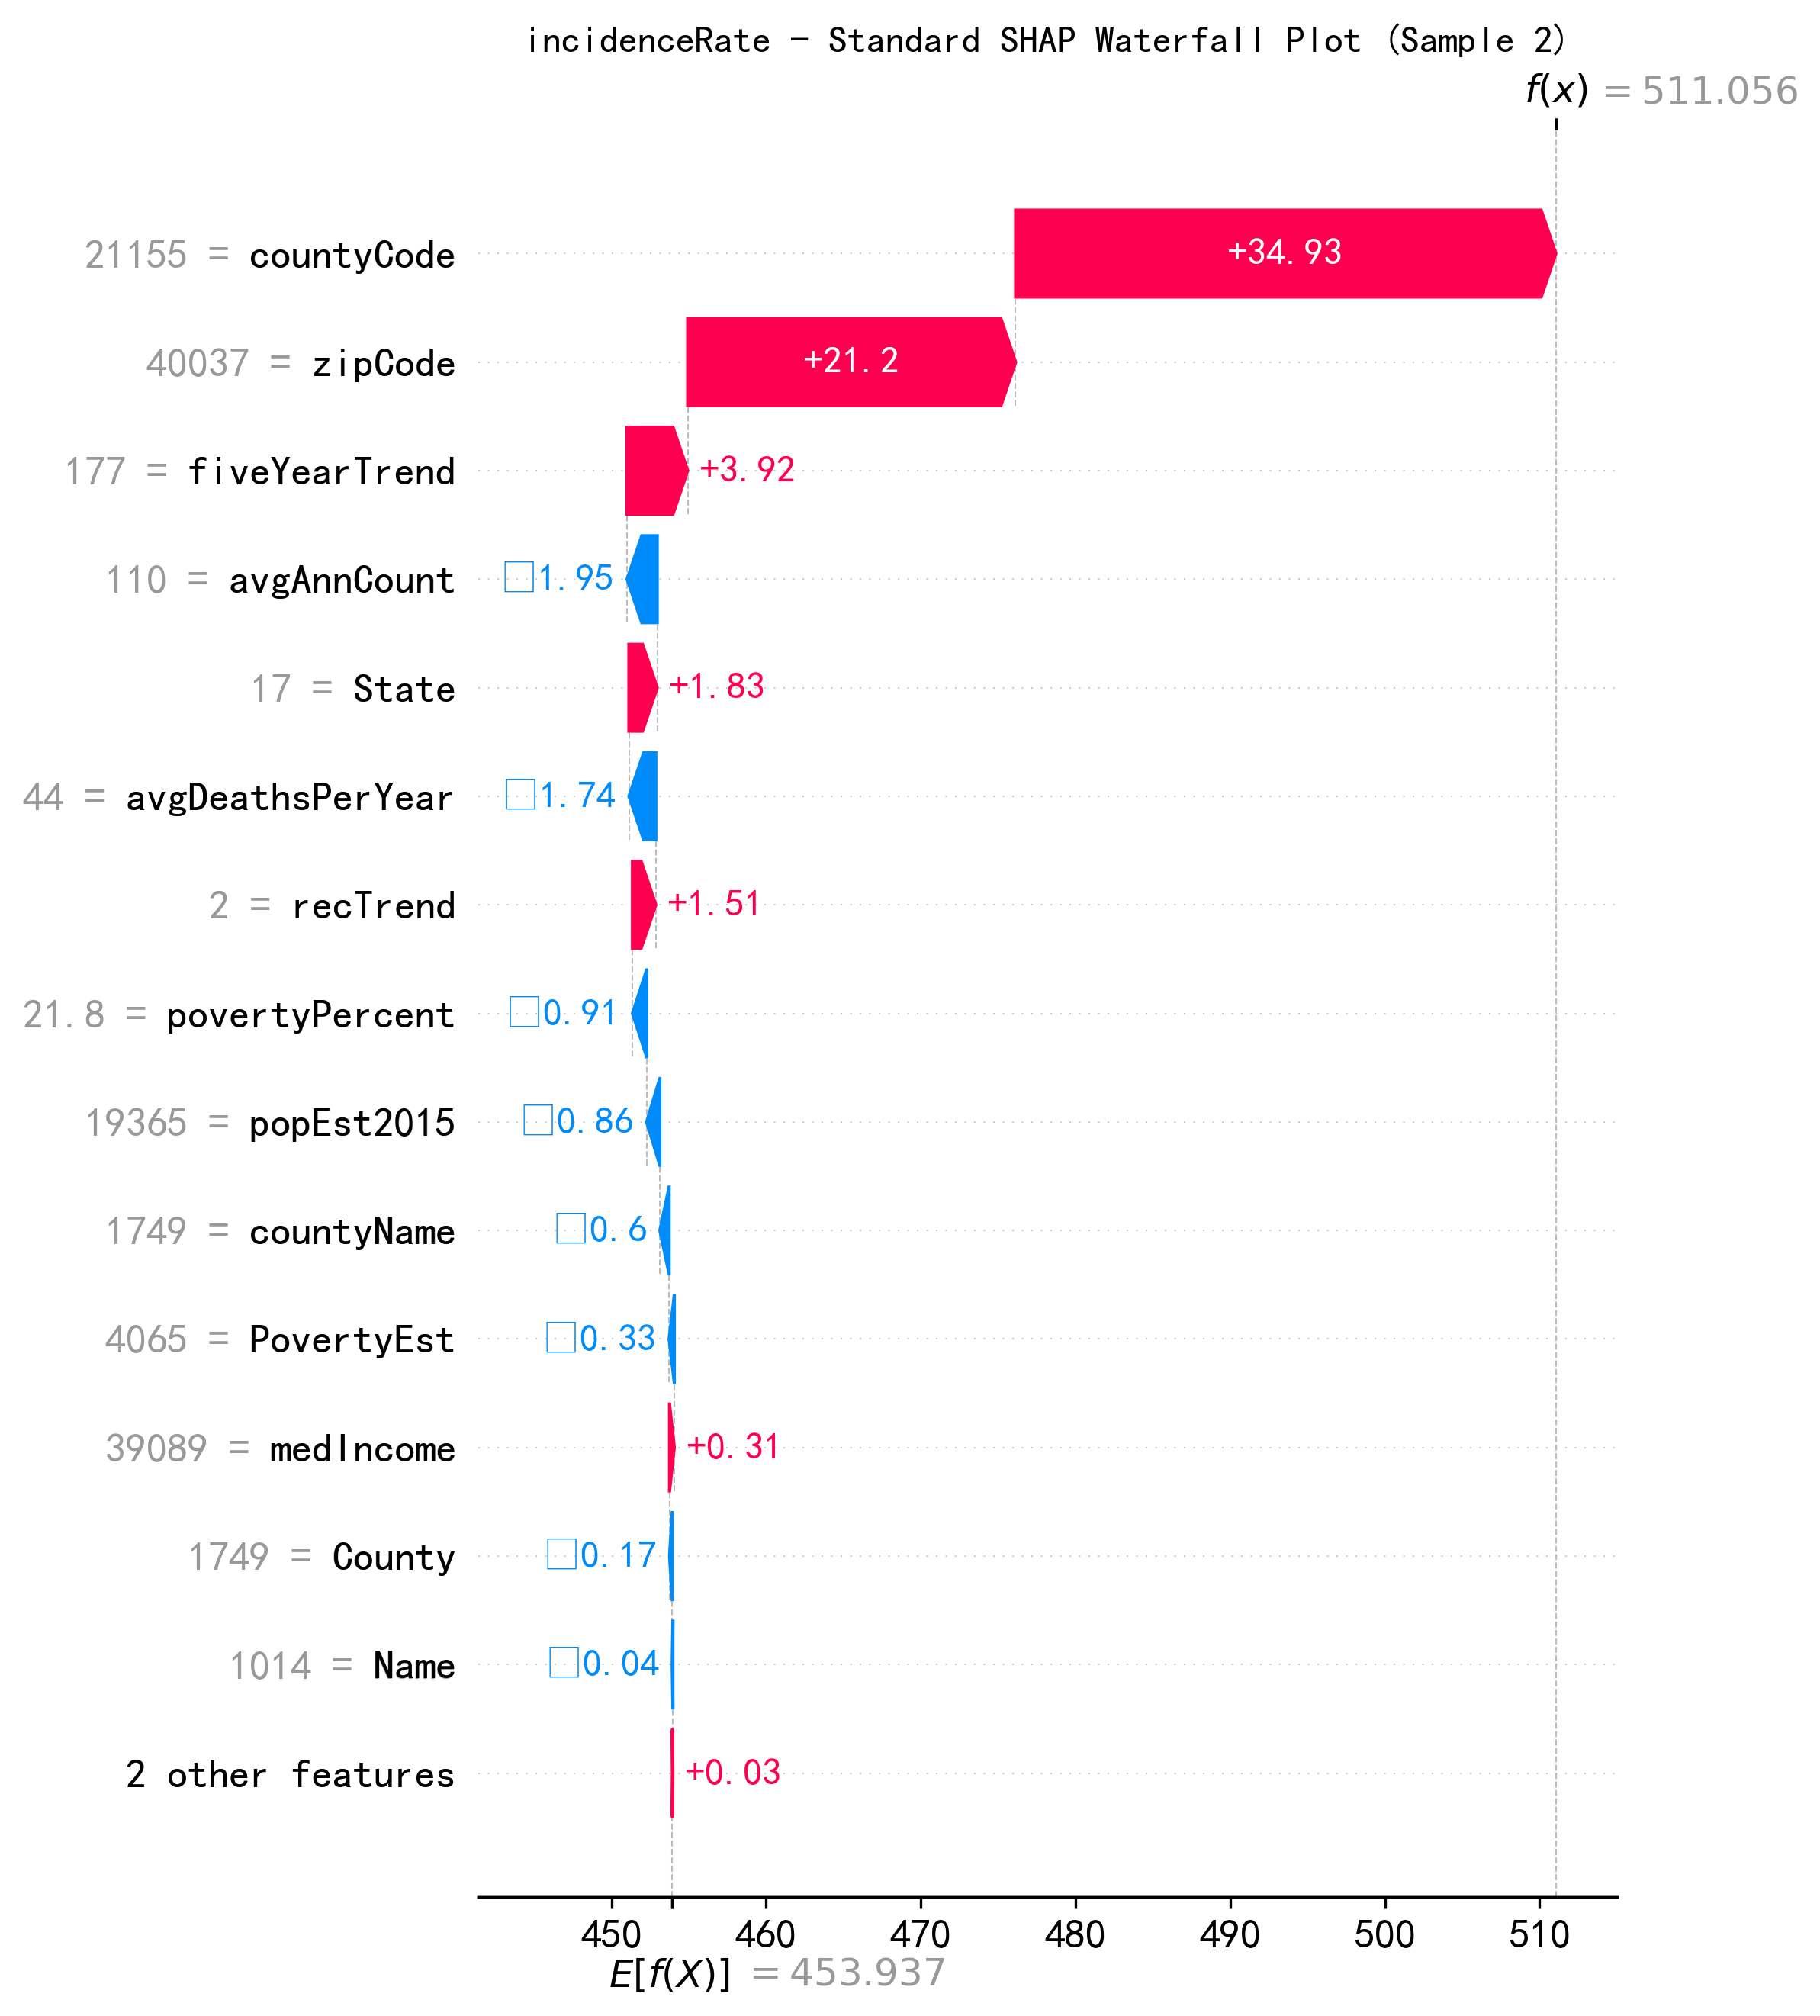 incidenceRate - Standard SHAP Waterfall Plot (Sample 2)
f(x) = 511.056
21155 = countyCode +34.93
40037 = zipCode +21.2
177 = fiveYearTrend +3.92
110 = avgAnnCount □1.95
17 = State +1.83
44 = avgDeathsPerYear □1.74
2 = recTrend +1.51
21.8 = povertyPercent □0.91
19365 = popEst2015 □0.86
1749 = countyName □0.6
4065 = PovertyEst □0.33
39089 = medIncome +0.31
1749 = County □0.17
1014 = Name □0.04
2 other features +0.03
450 460 470 480 490 500 510
E[f(X)] = 453.937